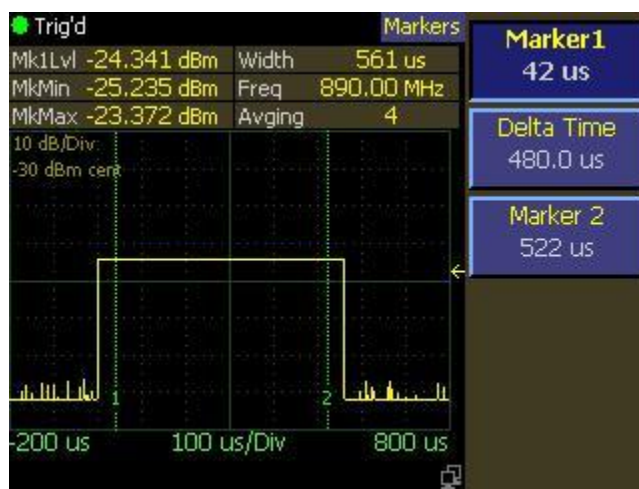 Trig'd Markers
Mk1Lvl -24.341 dBm Width 561 us
MkMin -25.235 dBm Freq 890.00 MHz
MkMax -23.372 dBm Avging 4
10 dB/Div:
-30 dBm cent
1 2
-200 us 100 us/Div 800 us
Marker1
42 us
Delta Time
480.0 us
Marker 2
522 us